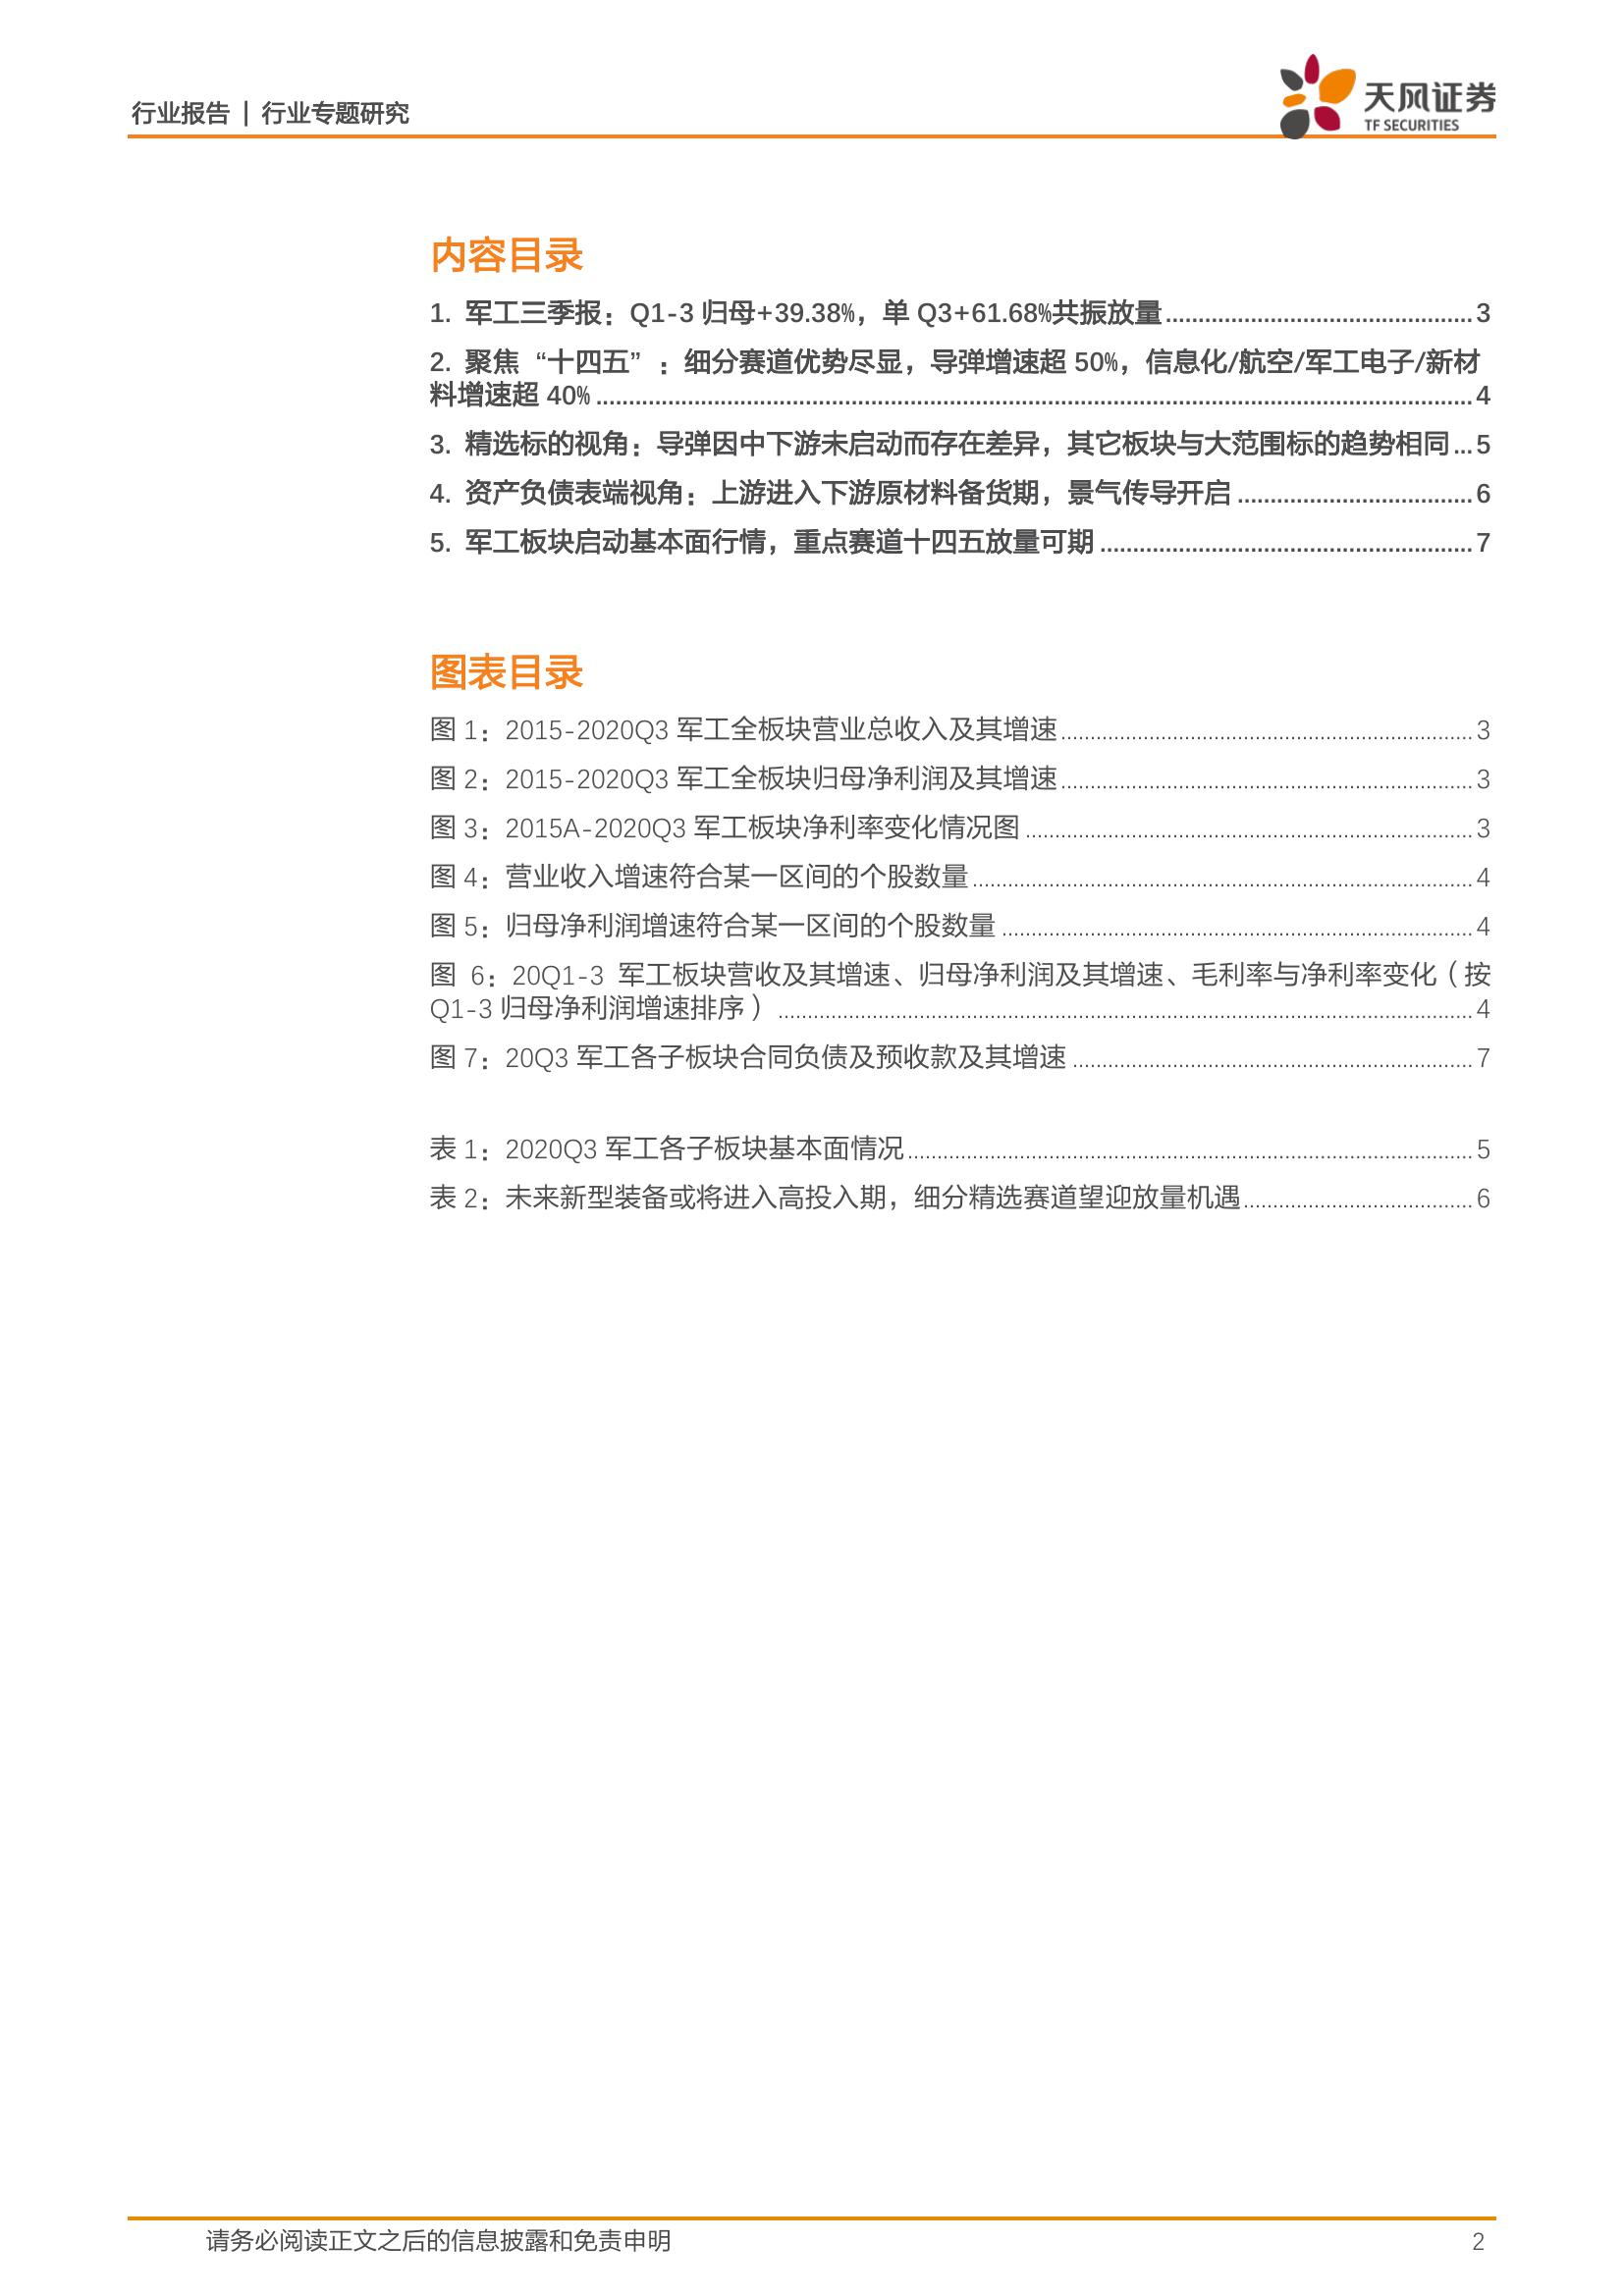 行业报告 | 行业专题研究
天风证券
TF SECURITIES
内容目录
1. 军工三季报：Q1-3 归母+39.38%，单 Q3+61.68%共振放量 3
2. 聚焦“十四五”：细分赛道优势尽显，导弹增速超 50%，信息化/航空/军工电子/新材
料增速超 40% 4
3. 精选标的视角：导弹因中下游未启动而存在差异，其它板块与大范围标的趋势相同 ... 5
4. 资产负债表端视角：上游进入下游原材料备货期，景气传导开启 6
5. 军工板块启动基本面行情，重点赛道十四五放量可期 7
图表目录
图 1：2015-2020Q3 军工全板块营业总收入及其增速 3
图 2：2015-2020Q3 军工全板块归母净利润及其增速 3
图 3：2015A-2020Q3 军工板块净利率变化情况图 3
图 4：营业收入增速符合某一区间的个股数量 4
图 5：归母净利润增速符合某一区间的个股数量 4
图 6：20Q1-3 军工板块营收及其增速、归母净利润及其增速、毛利率与净利率变化（按
Q1-3 归母净利润增速排序） 4
图 7：20Q3 军工各子板块合同负债及预收款及其增速 7
表 1：2020Q3 军工各子板块基本面情况 5
表 2：未来新型装备或将进入高投入期，细分精选赛道望迎放量机遇 6
请务必阅读正文之后的信息披露和免责申明 2